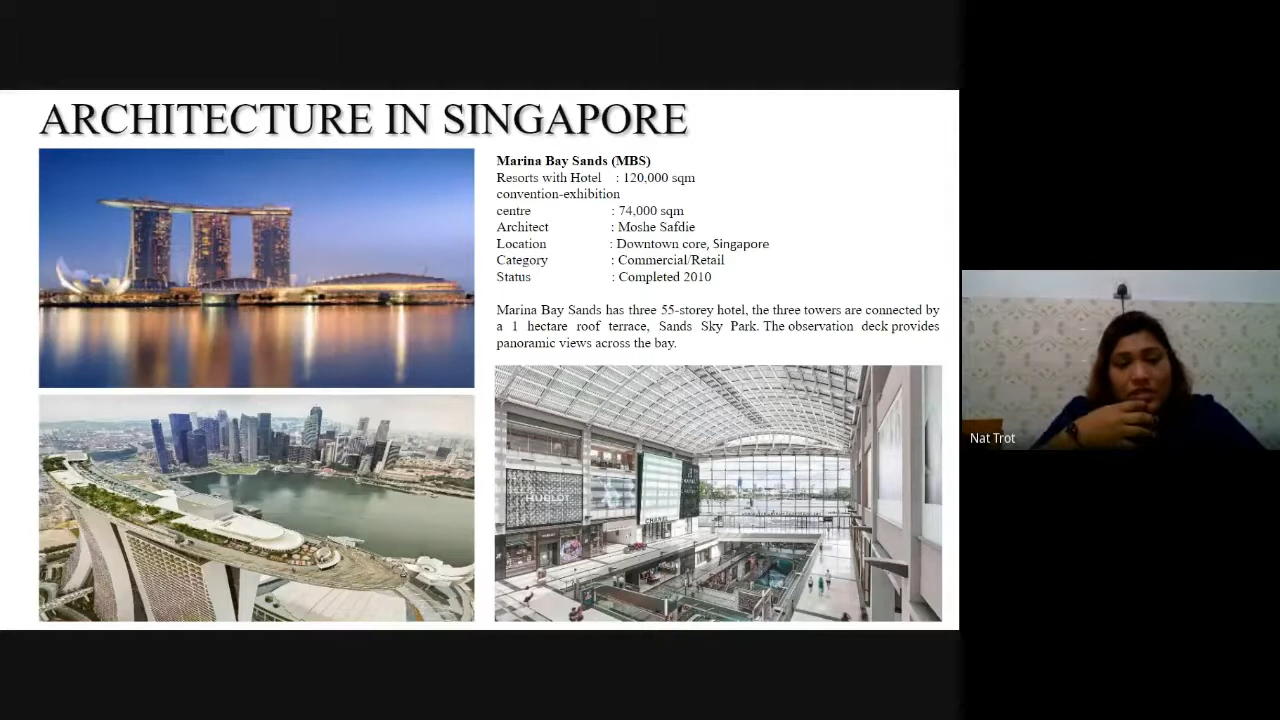 ARCHITECTURE IN SINGAPORE
Marina Bay Sands (MBS)
Resorts with Hotel : 120,000 sqm
convention-exhibition
centre : 74,000 sqm
Architect : Moshe Safdie
Location : Downtown core, Singapore
Category : Commercial/Retail
Status : Completed 2010
Marina Bay Sands has three 55-storey hotel, the three towers are connected by
a 1 hectare roof terrace, Sands Sky Park. The observation deck provides
panoramic views across the bay.
HUBLOT
CHANEL
Nat Trot